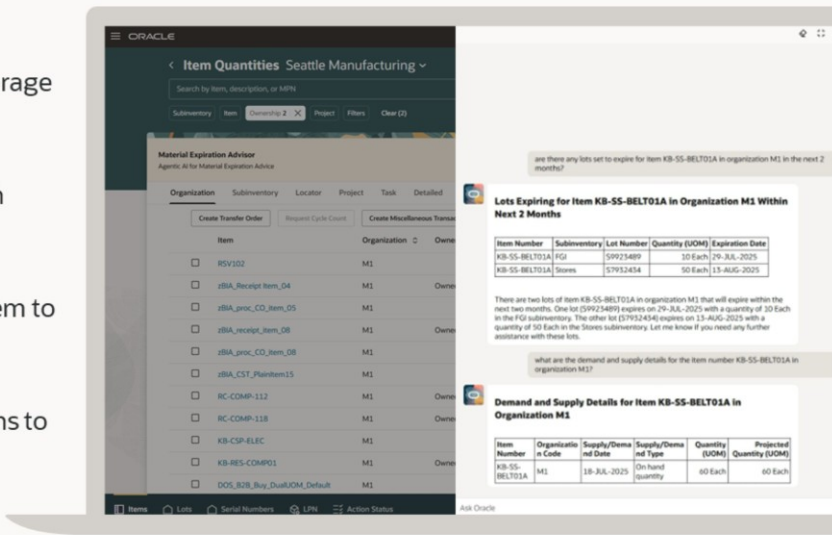 rage
em to
ns to
ORACLE
Item Quantities Seattle Manufacturing
Search by item, description, or MPN
Subinventory Item Ownership 2 X Project Filters Clear (2)
Material Expiration Advisor
Agentic AI for Material Expiration Advice
Organization Subinventory Locator Project Task Detailed
Create Transfer Order Request Cycle Count Create Miscellaneous Transac
Item Organization Owne
RSV102 M1
zBIA_Receipt Item_04 M1 Owne
zBIA_proc_CO_item_05 M1
zBIA_receipt_item_08 M1 Owne
zBIA_proc_CO_item_08 M1
zBIA_CST_PlainItem15 M1
RC-COMP-112 M1 Owne
RC-COMP-118 M1 Owne
KB-CSP-ELEC M1
KB-RES-COMP01 M1 Owne
DOS_B2B_Buy_DualUOM_Default M1
Items Lots Serial Numbers LPN Action Status
are there any lots set to expire for item KB-SS-BELT01A in organization M1 in the next 2
months?
Lots Expiring for Item KB-SS-BELT01A in Organization M1 Within
Next 2 Months
Item Number Subinventory Lot Number Quantity (UOM) Expiration Date
KB-SS-BELT01A FGI S9923489 10 Each 29-JUL-2025
KB-SS-BELT01A Stores S7932454 50 Each 13-AUG-2025
There are two lots of item KB-SS-BELT01A in organization M1 that will expire within the
next two months. One lot (S9923489) expires on 29-JUL-2025 with a quantity of 10 Each
in the FGI subinventory. The other lot (S7932454) expires on 13-AUG-2025 with a
quantity of 50 Each in the Stores subinventory. Let me know if you need any further
assistance with these lots.
what are the demand and supply details for the item number KB-SS-BELT01A in
organization M1?
Demand and Supply Details for Item KB-SS-BELT01A in
Organization M1
Item Organizatio Supply/Dema Supply/Dema Quantity Projected
Number n Code nd Date nd Type (UOM) Quantity (UOM)
KB-SS- M1 18-JUL-2025 On hand 60 Each 60 Each
BELT01A quantity
Ask Oracle